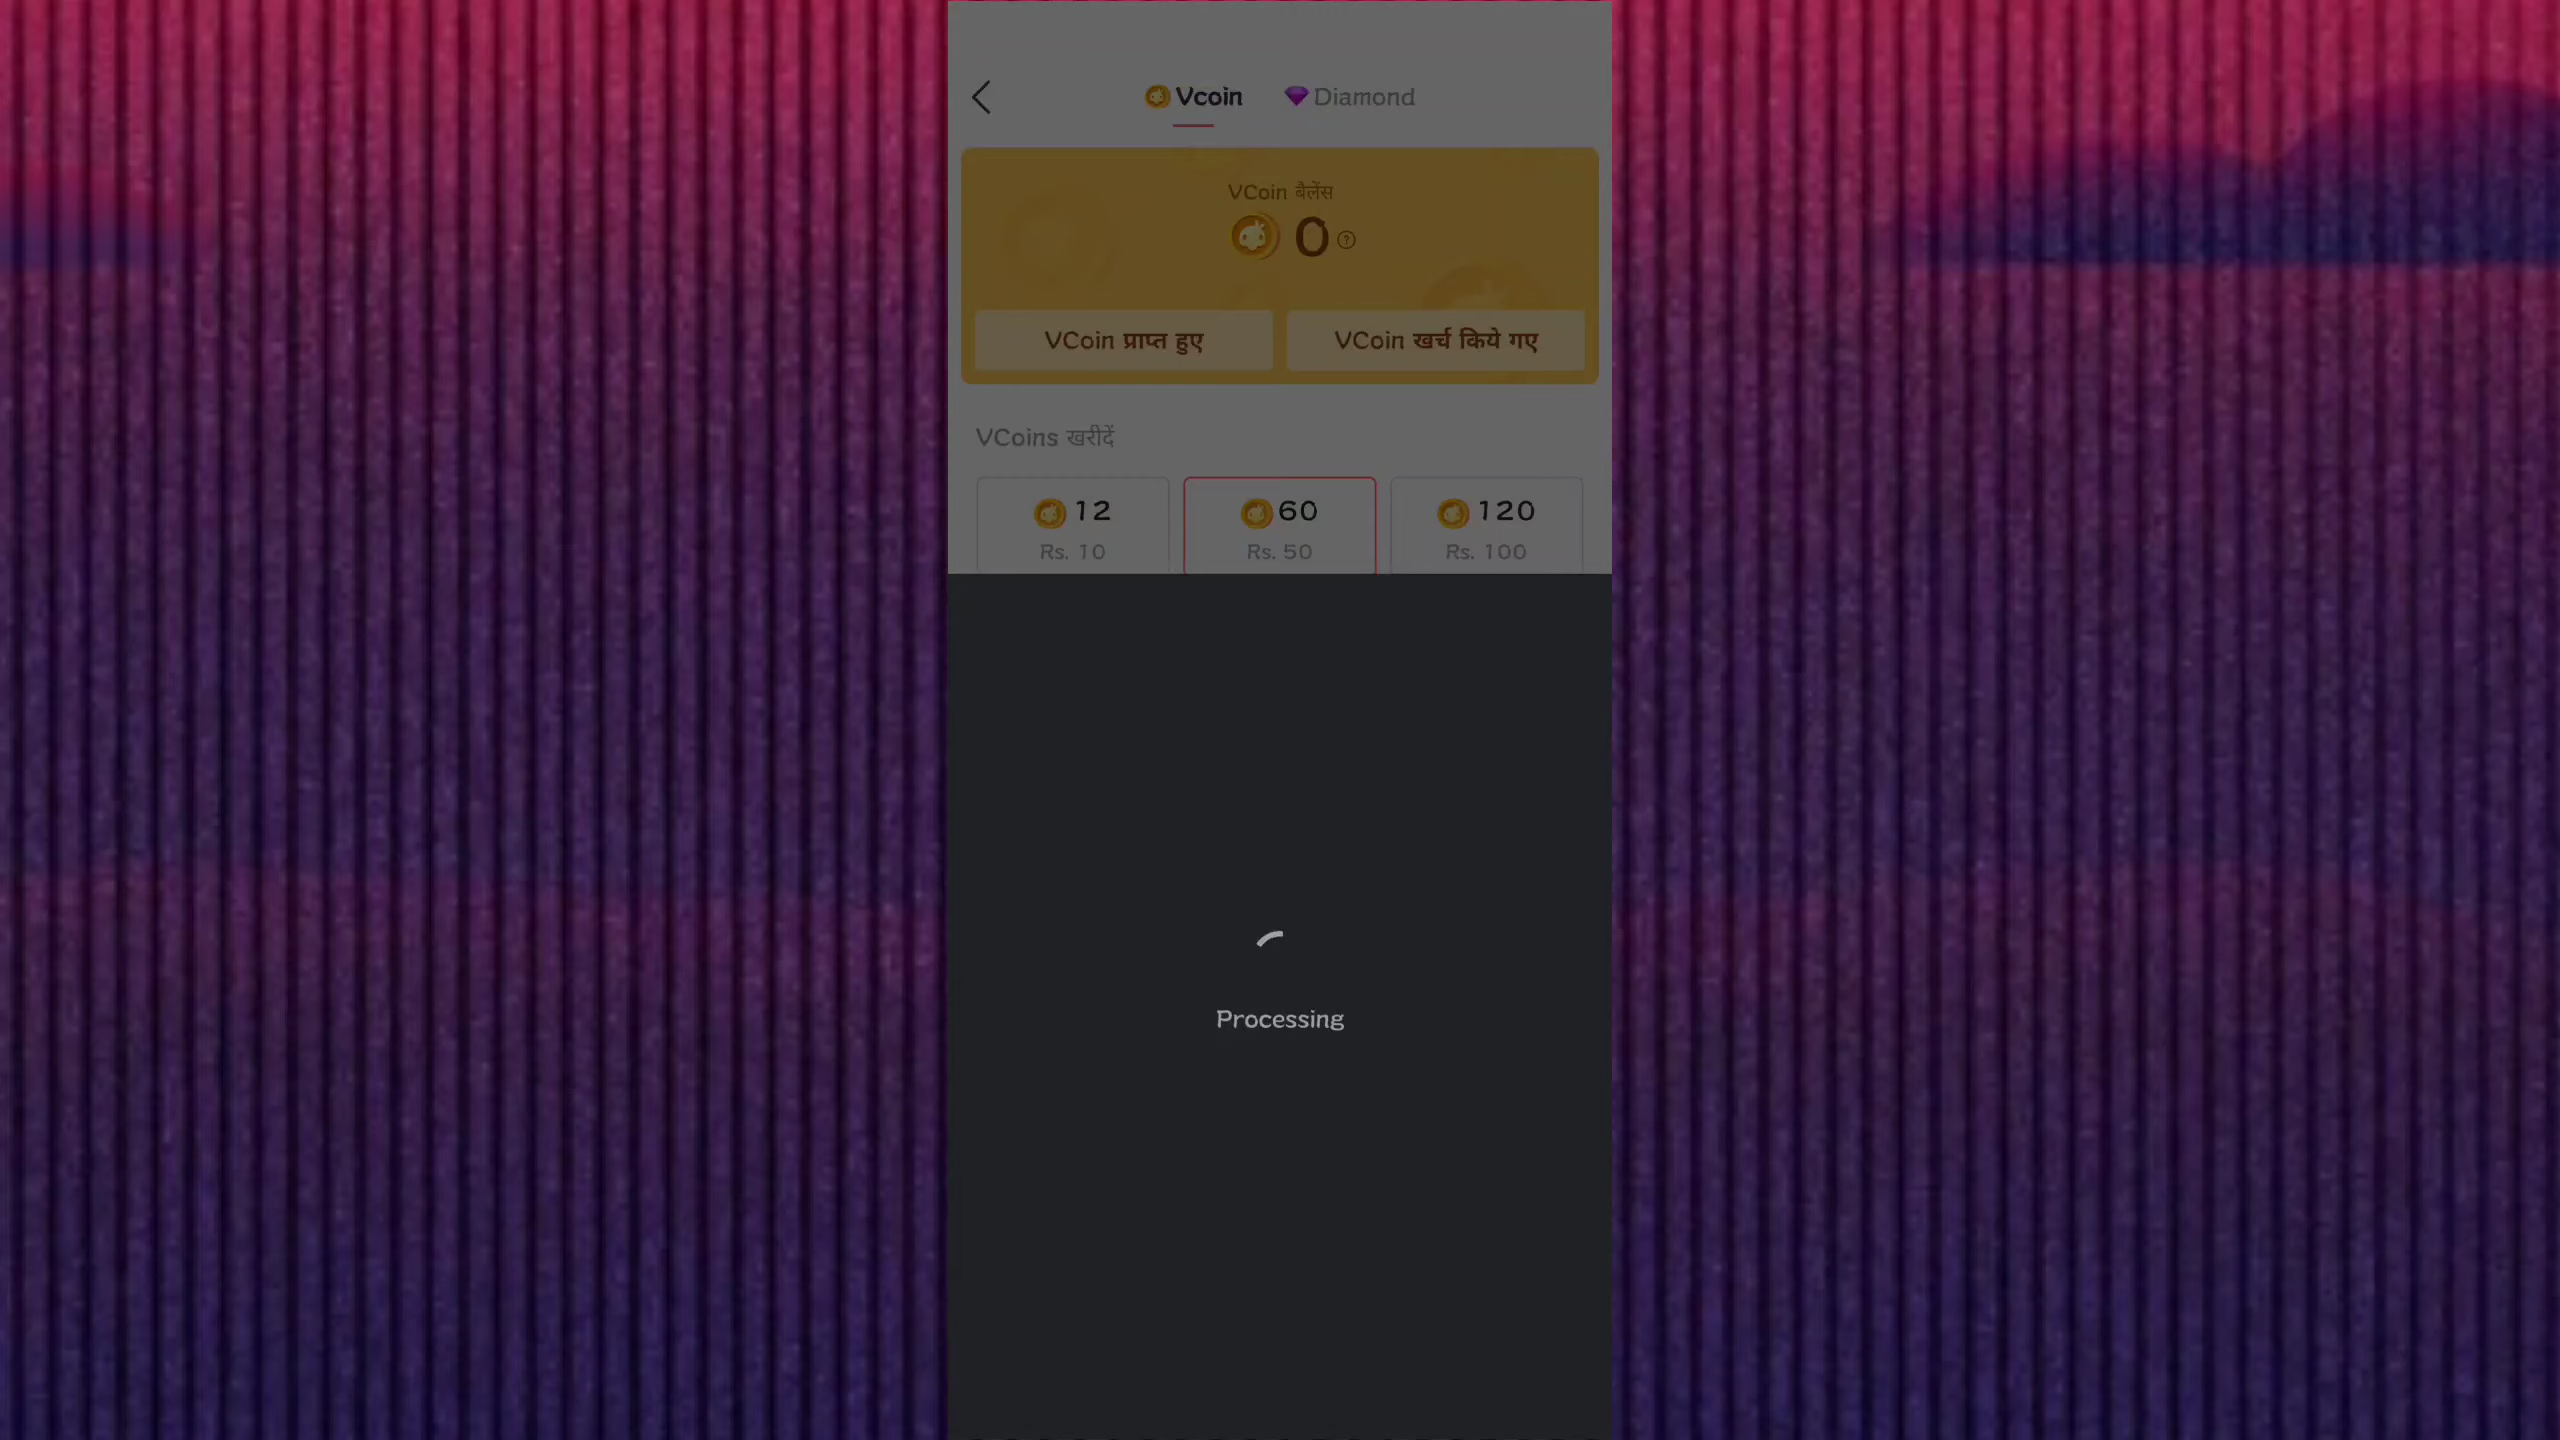 Vcoin Diamond
VCoin बैलेंस
0
VCoin प्राप्त हुए VCoin खर्च किये गए
VCoins खरीदें
12 60 120
Rs. 10 Rs. 50 Rs. 100
Processing